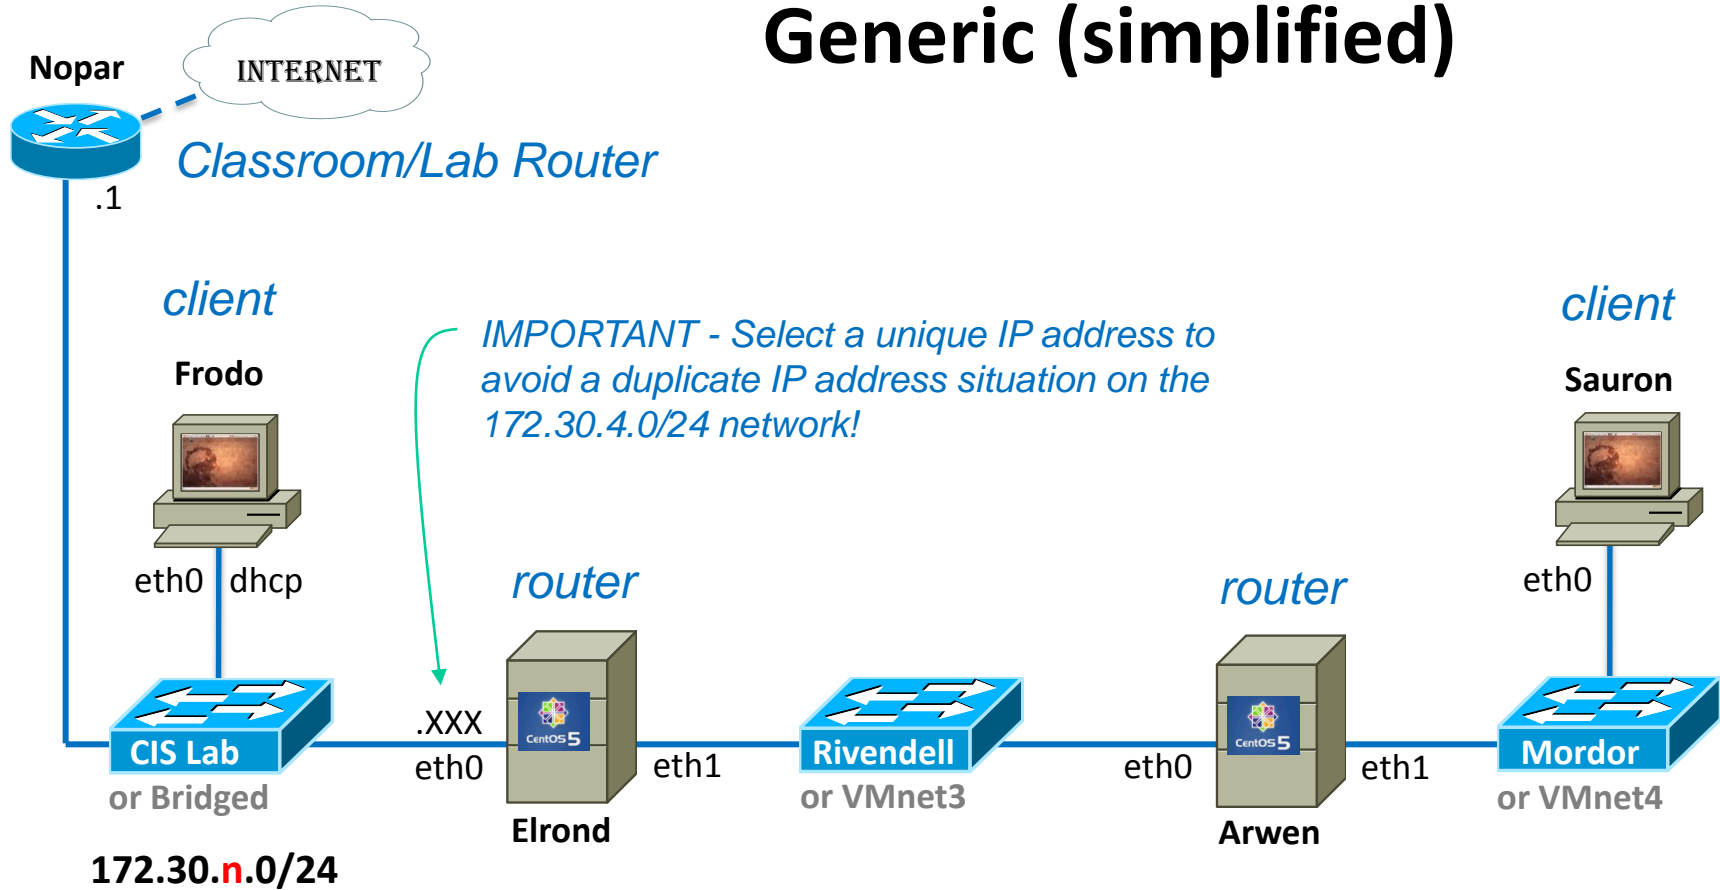 Generic (simplified)
Nopar
INTERNET
Classroom/Lab Router
.1
client
client
IMPORTANT - Select a unique IP address to
avoid a duplicate IP address situation on the
172.30.4.0/24 network!
Frodo
Sauron
eth0
dhcp
router
router
eth0
.XXX
CentOS 5
CentOS 5
CIS Lab
eth0
eth1
Rivendell
eth0
eth1
Mordor
or Bridged
or VMnet3
or VMnet4
Elrond
Arwen
172.30.n.0/24